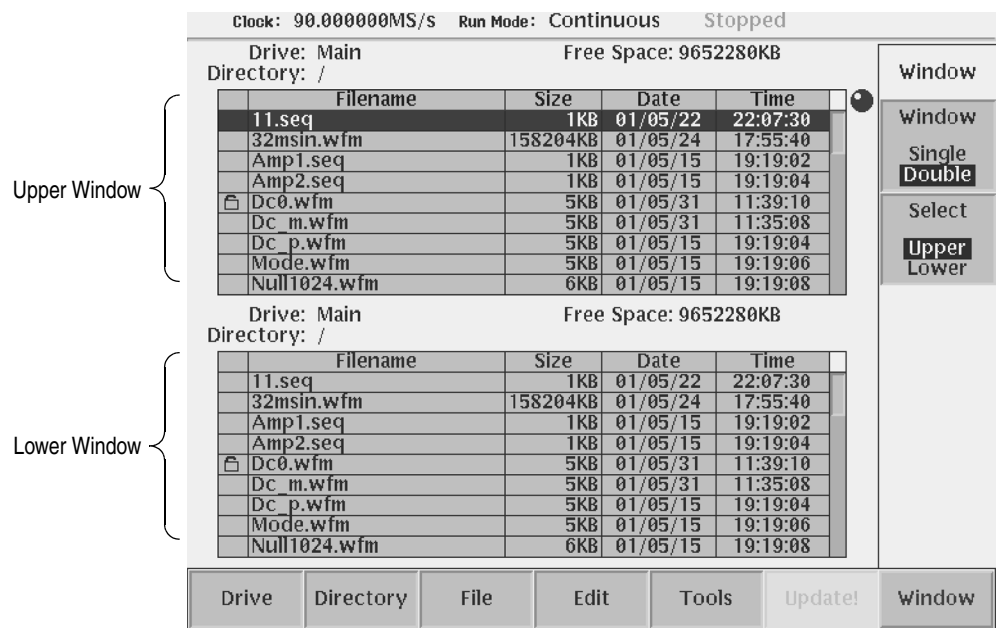 Clock: 90.000000MS/s Run Mode: Continuous Stopped
Drive: Main Free Space: 9652280KB
Directory: /
Filename Size Date Time
11.seq 1KB 01/05/22 22:07:30
32msin.wfm 158204KB 01/05/24 17:55:40
Amp1.seq 1KB 01/05/15 19:19:02
Amp2.seq 1KB 01/05/15 19:19:04
Dc0.wfm 5KB 01/05/31 11:39:10
Dc_m.wfm 5KB 01/05/31 11:35:08
Dc_p.wfm 5KB 01/05/15 19:19:04
Mode.wfm 5KB 01/05/15 19:19:06
Null1024.wfm 6KB 01/05/15 19:19:08
Upper Window
Drive: Main Free Space: 9652280KB
Directory: /
Filename Size Date Time
11.seq 1KB 01/05/22 22:07:30
32msin.wfm 158204KB 01/05/24 17:55:40
Amp1.seq 1KB 01/05/15 19:19:02
Amp2.seq 1KB 01/05/15 19:19:04
Dc0.wfm 5KB 01/05/31 11:39:10
Dc_m.wfm 5KB 01/05/31 11:35:08
Dc_p.wfm 5KB 01/05/15 19:19:04
Mode.wfm 5KB 01/05/15 19:19:06
Null1024.wfm 6KB 01/05/15 19:19:08
Lower Window
Window
Window
Single
Double
Select
Upper
Lower
Drive Directory File Edit Tools Update! Window